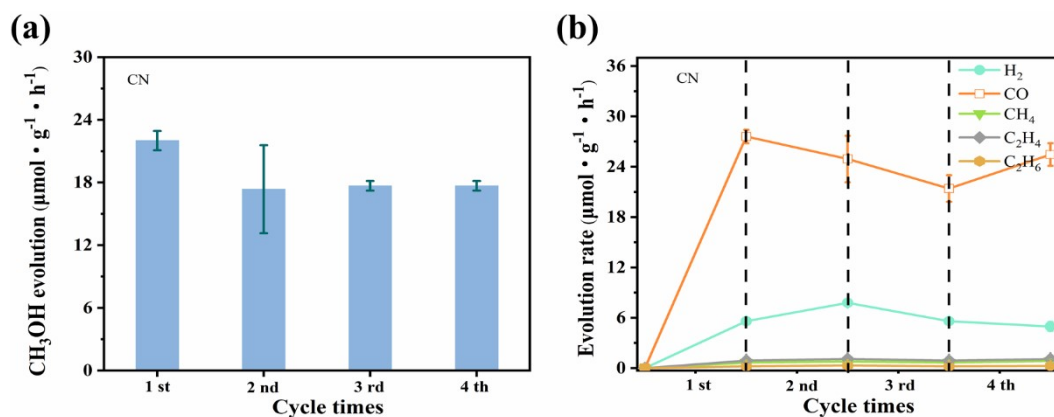 (a)
CH₃OH evolution (μmol • g⁻¹ • h⁻¹)
30
24
18
12
6
0
CN
1 st 2 nd 3 rd 4 th
Cycle times
(b)
Evolution rate (μmol • g⁻¹ • h⁻¹)
36
30
24
18
12
6
0
CN
H₂
CO
CH₄
C₂H₄
C₂H₆
1 st 2 nd 3 rd 4 th
Cycle times